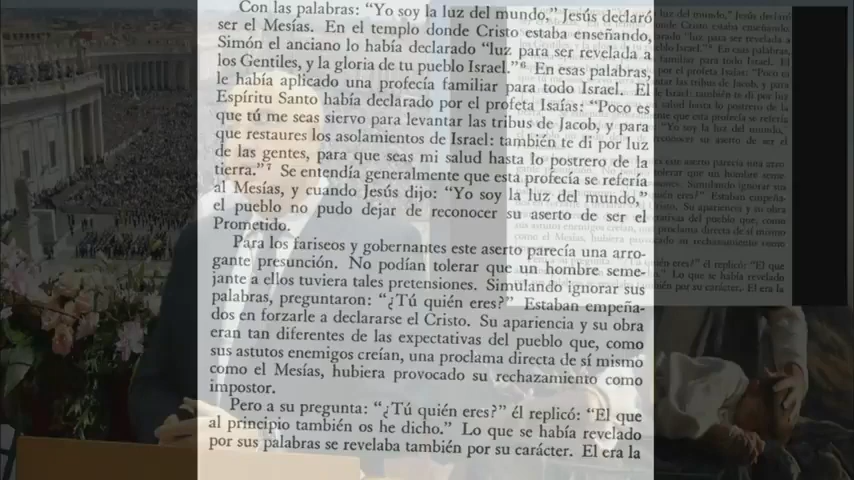 Con las palabras: “Yo soy la luz del mundo,” Jesús declaró
ser el Mesías. En el templo donde Cristo estaba enseñando,
Simón el anciano lo había declarado “luz para ser revelada a
los Gentiles, y la gloria de tu pueblo Israel.”⁶ En esas palabras,
le había aplicado una profecía familiar para todo Israel. El
Espíritu Santo había declarado por el profeta Isaías: “Poco es
que tú me seas siervo para levantar las tribus de Jacob, y para
que restaures los asolamientos de Israel: también te di por luz
de las gentes, para que seas mi salud hasta lo postrero de la
tierra.”⁷ Se entendía generalmente que esta profecía se refería
al Mesías, y cuando Jesús dijo: “Yo soy la luz del mundo,”
el pueblo no pudo dejar de reconocer su aserto de ser el
Prometido.
Para los fariseos y gobernantes este aserto parecía una arro-
gante presunción. No podían tolerar que un hombre seme-
jante a ellos tuviera tales pretensiones. Simulando ignorar sus
palabras, preguntaron: “¿Tú quién eres?” Estaban empeña-
dos en forzarle a declararse el Cristo. Su apariencia y su obra
eran tan diferentes de las expectativas del pueblo que, como
sus astutos enemigos creían, una proclama directa de sí mismo
como el Mesías, hubiera provocado su rechazamiento como
impostor.
Pero a su pregunta: “¿Tú quién eres?” él replicó: “El que
al principio también os he dicho.” Lo que se había revelado
por sus palabras se revelaba también por su carácter. El era la